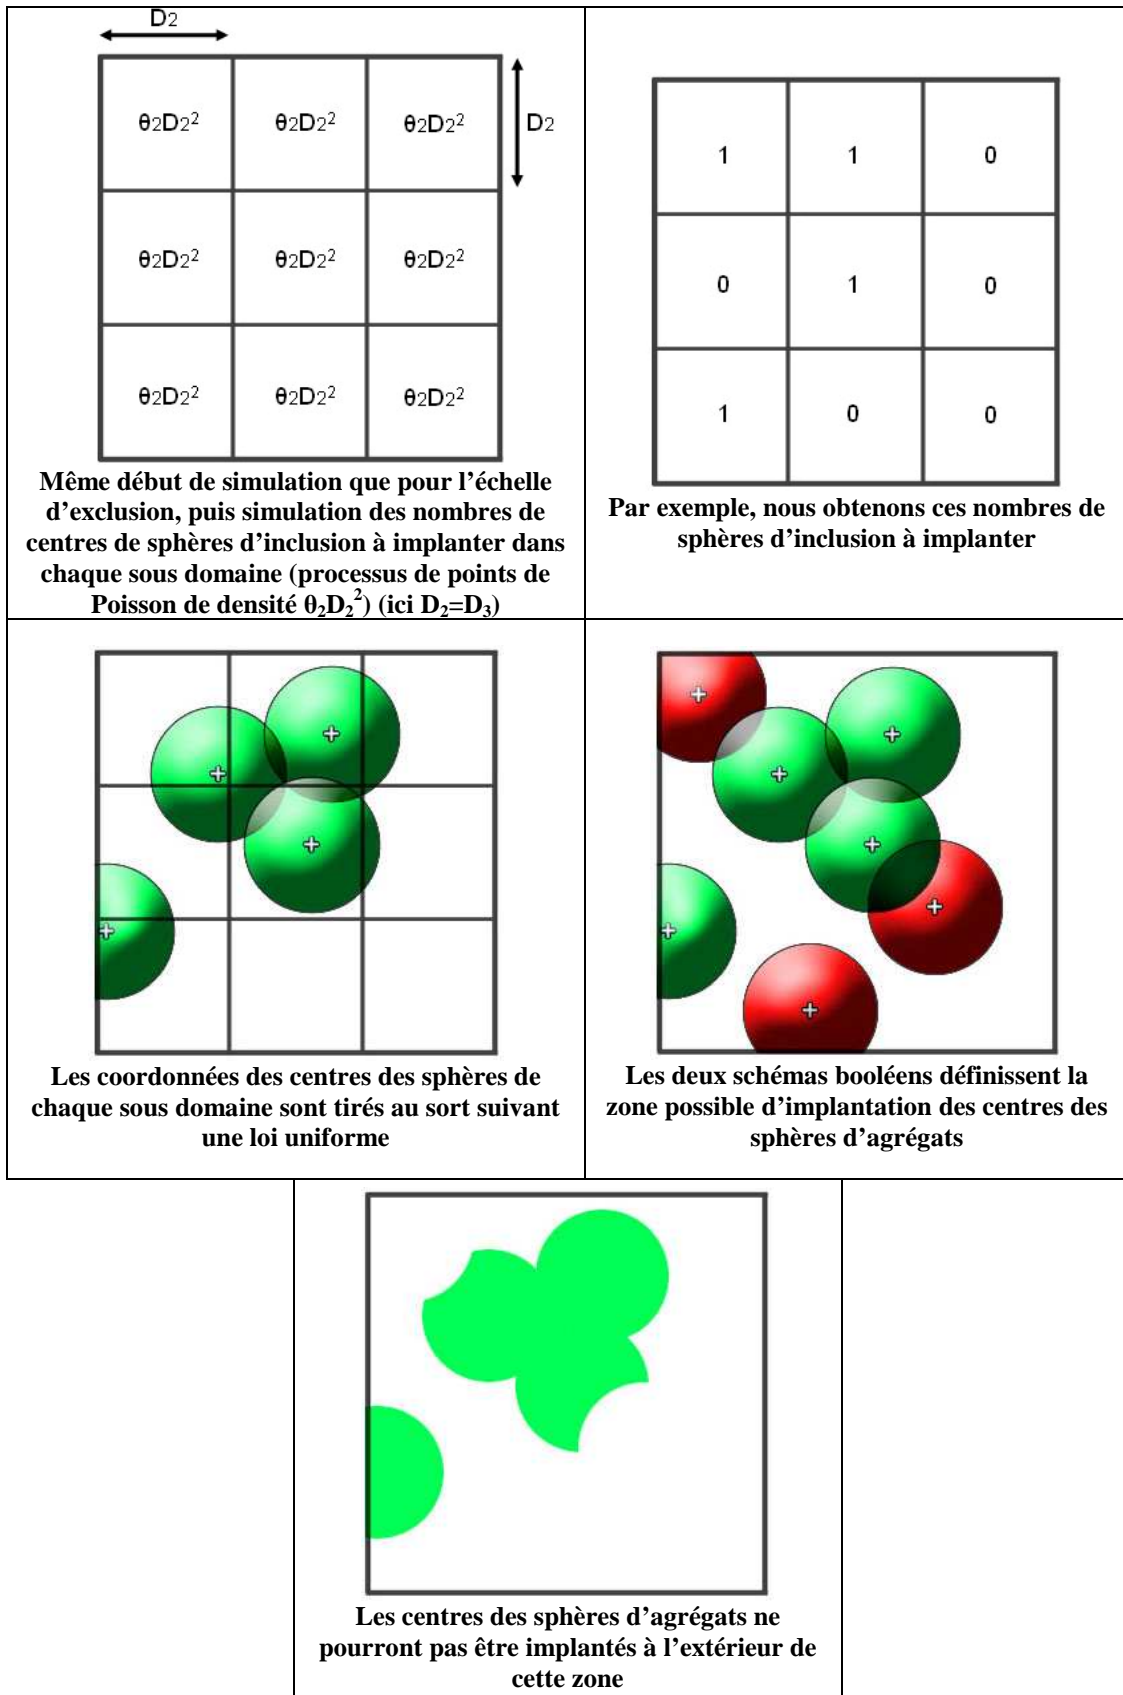 D2
θ2D2² θ2D2² θ2D2²
D2
θ2D2² θ2D2² θ2D2²
θ2D2² θ2D2² θ2D2²
Même début de simulation que pour l'échelle
d'exclusion, puis simulation des nombres de
centres de sphères d'inclusion à implanter dans
chaque sous domaine (processus de points de
Poisson de densité θ₂D₂²) (ici D₂=D₃)
1 1 0
0 1 0
1 0 0
Par exemple, nous obtenons ces nombres de
sphères d'inclusion à implanter
Les coordonnées des centres des sphères de
chaque sous domaine sont tirés au sort suivant
une loi uniforme
Les deux schémas booléens définissent la
zone possible d'implantation des centres des
sphères d'agrégats
Les centres des sphères d'agrégats ne
pourront pas être implantés à l'extérieur de
cette zone